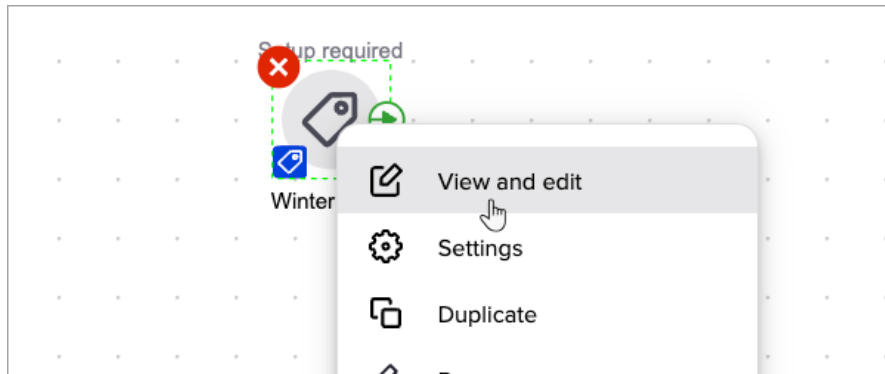 Setup required
Winter
View and edit
Settings
Duplicate